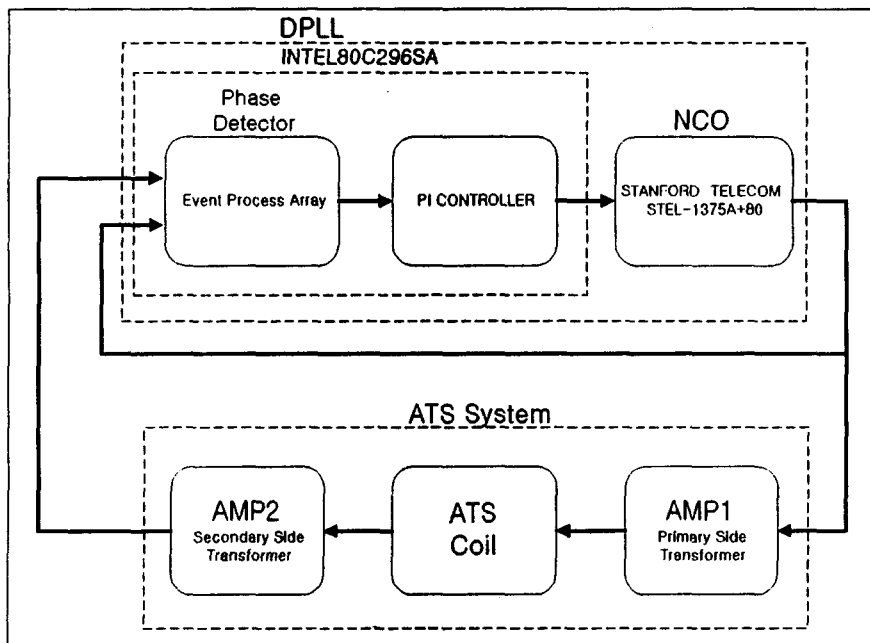 DPLL
INTEL80C296SA
Phase
Detector
NCO
Event Process Array
PI CONTROLLER
STANFORD TELECOM
STEL-1375A+80
ATS System
AMP2
Secondary Side
Transformer
ATS
Coil
AMP1
Primary Side
Transformer